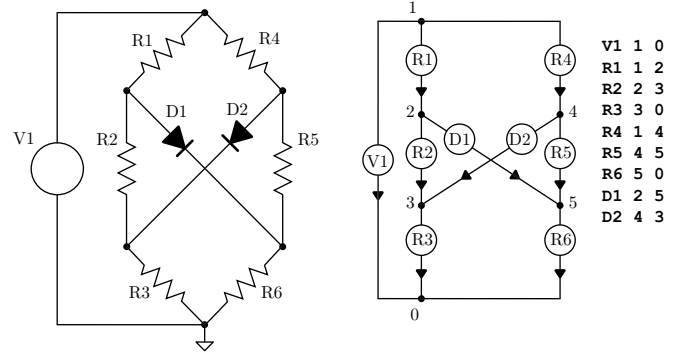 R1 R4
D1 D2
V1
R2 R5
R3 R6
1
R1 R4
2 4
D1 D2
V1 R2 R5
3 5
R3 R6
0
V1 1 0
R1 1 2
R2 2 3
R3 3 0
R4 1 4
R5 4 5
R6 5 0
D1 2 5
D2 4 3